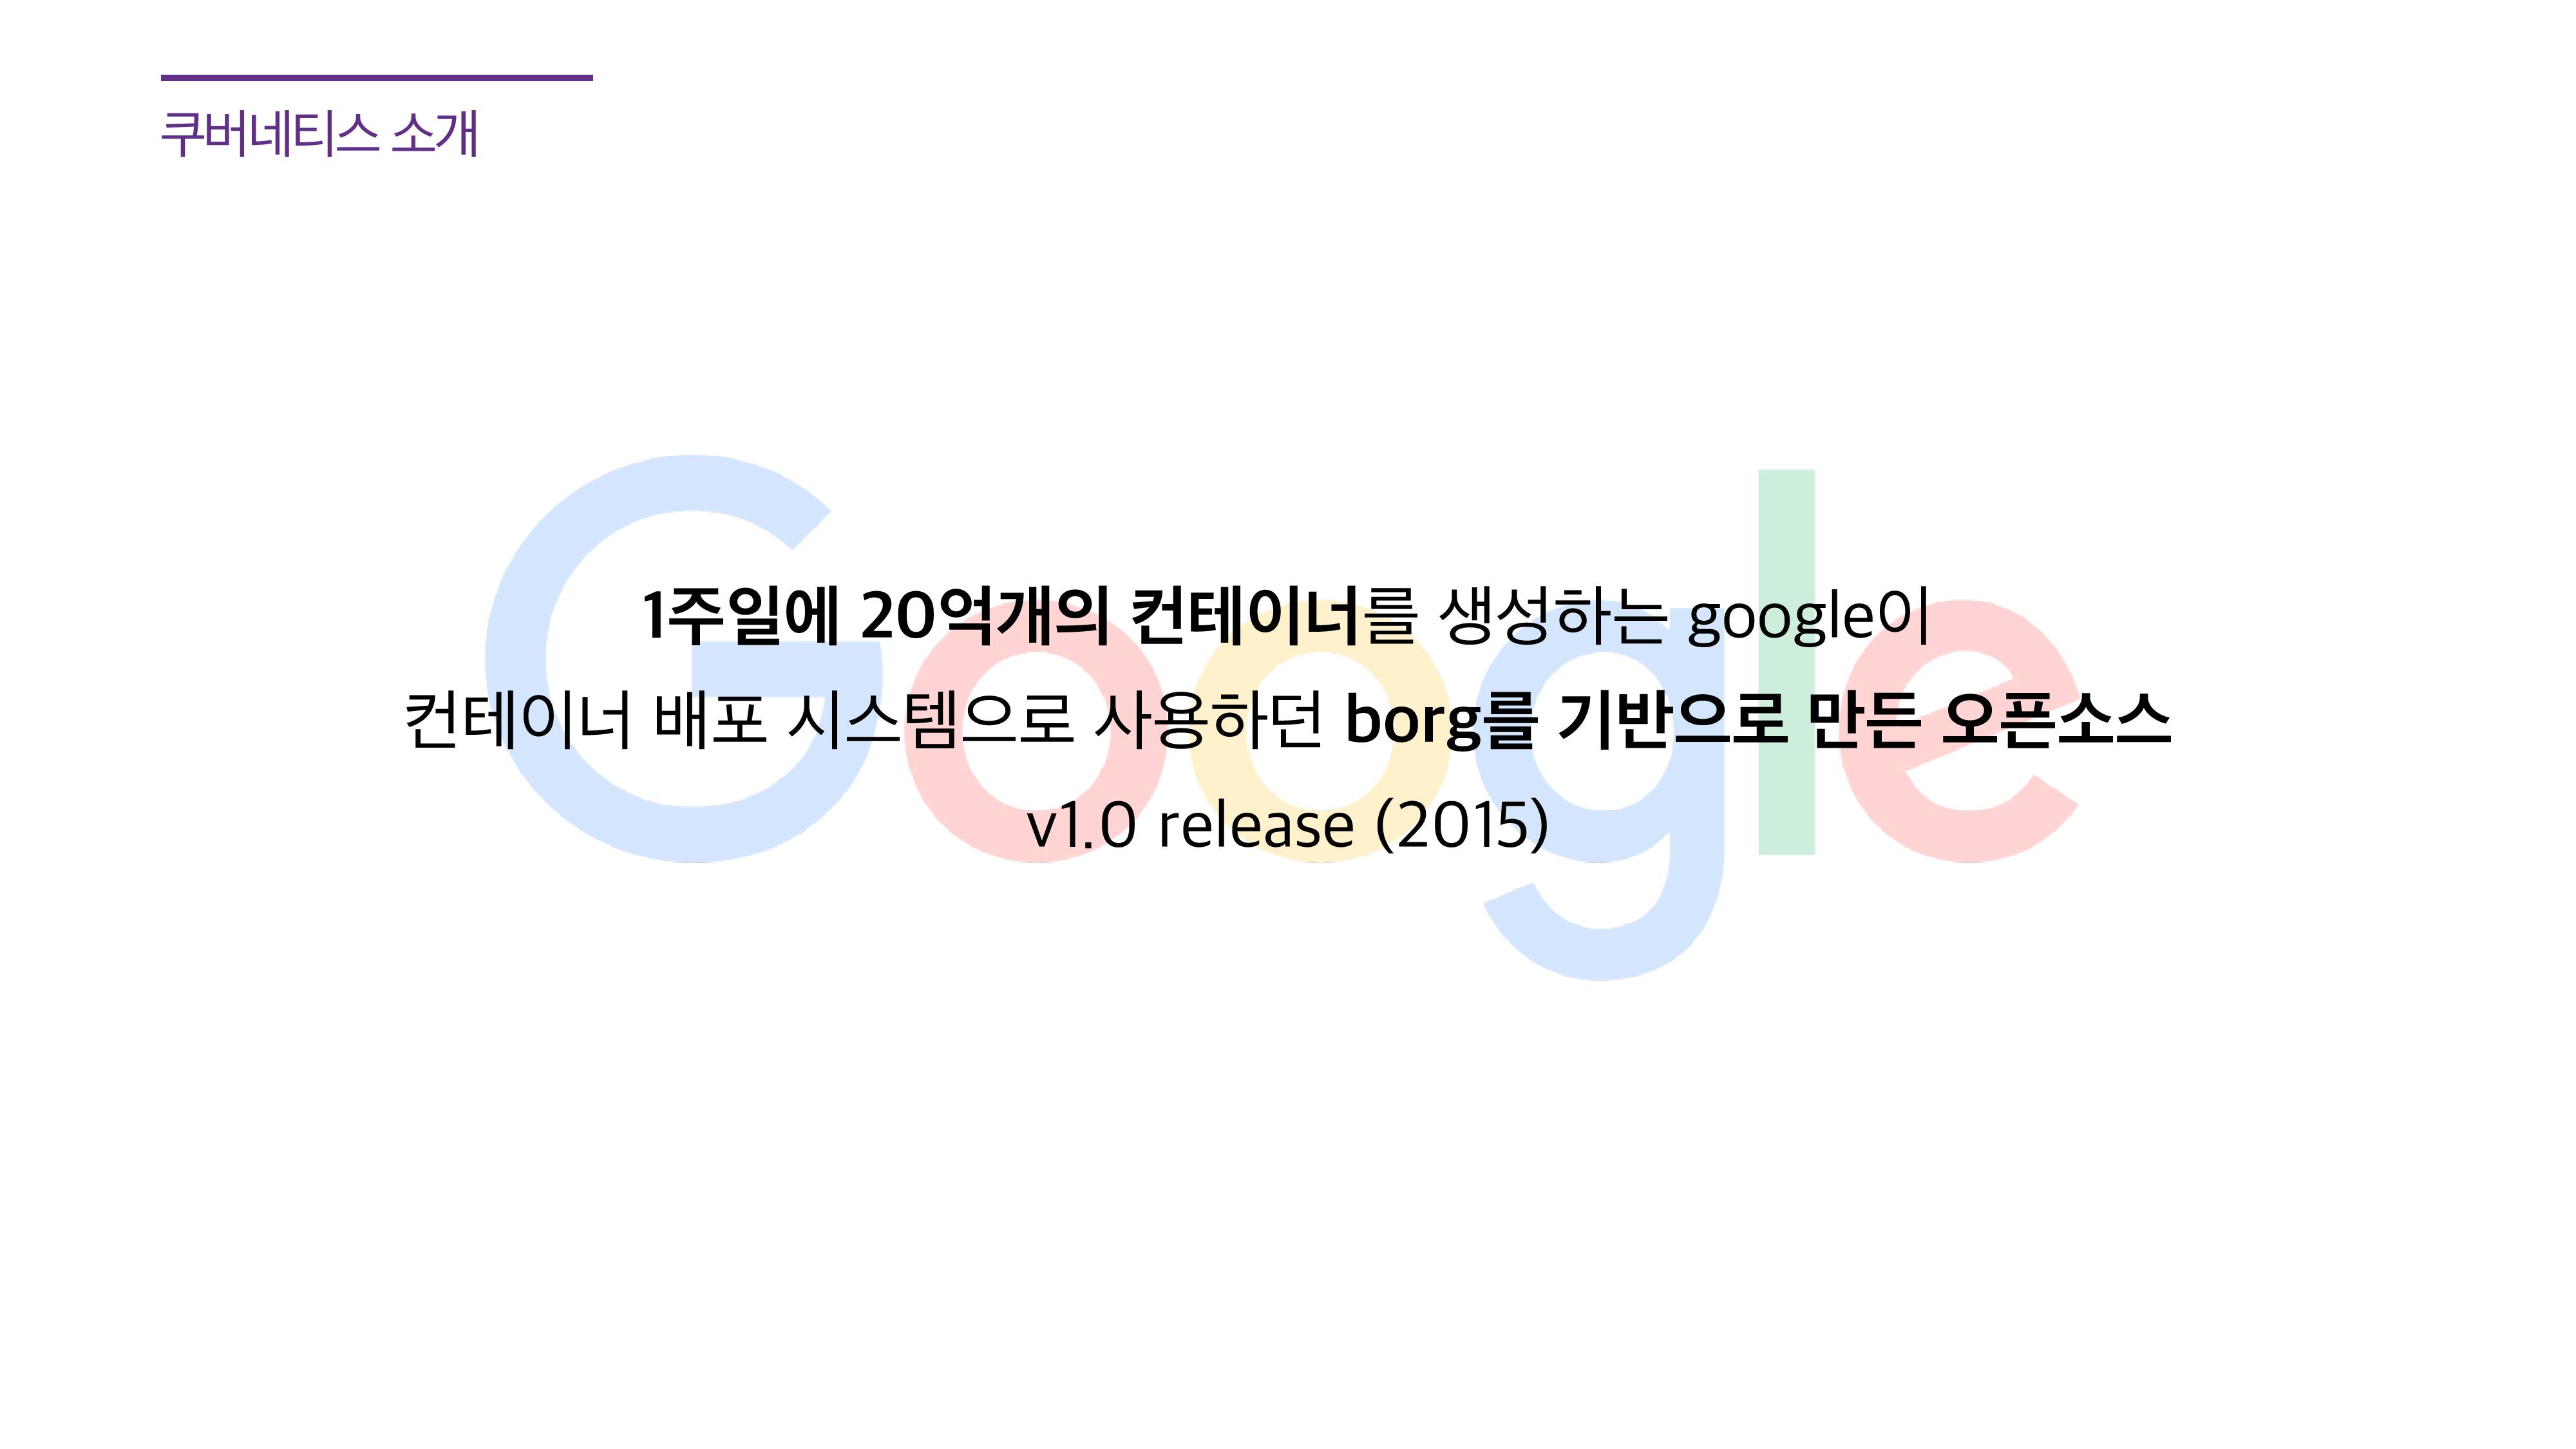 쿠버네티스 소개
Google
1주일에 20억개의 컨테이너를 생성하는 google이
컨테이너 배포 시스템으로 사용하던 borg를 기반으로 만든 오픈소스
v1.0 release (2015)